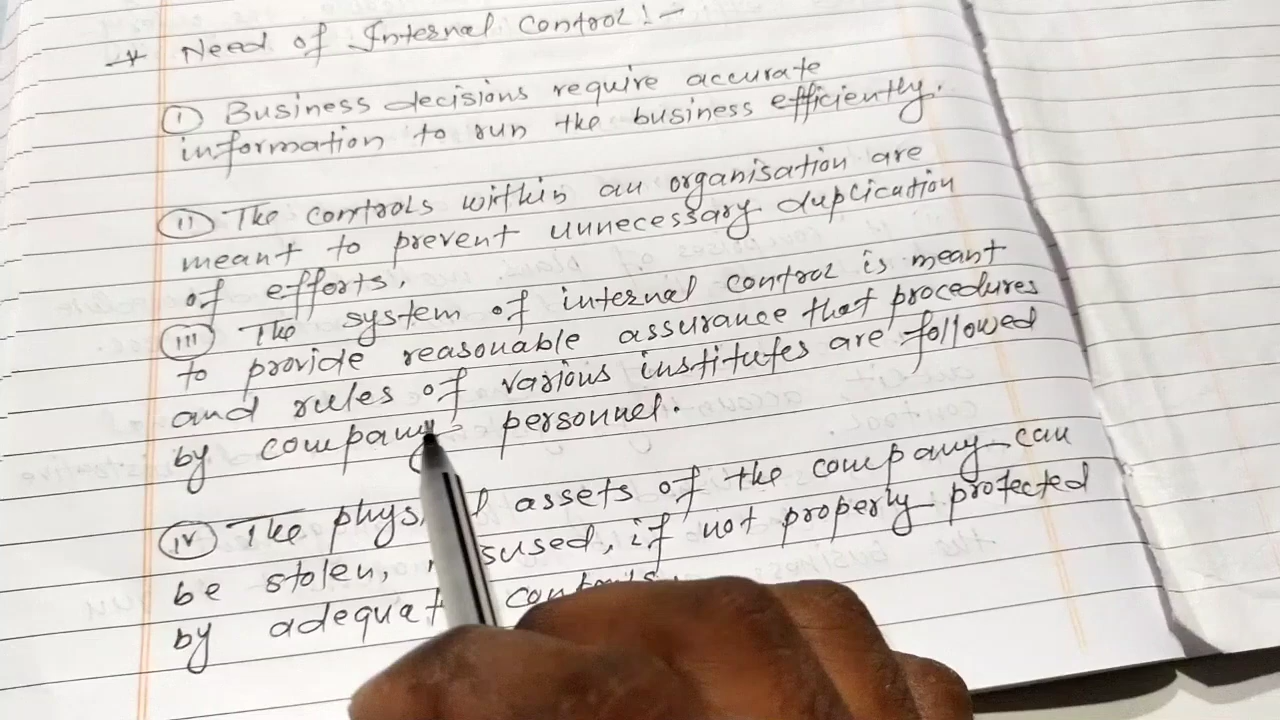 Need of Internal Control :-
(I) Business decisions require accurate
information to run the business efficiently.
(II) The controls within an organisation are
meant to prevent unnecessary duplication
of efforts.
(III) The system of internal control is meant
to provide reasonable assurance that procedures
and rules of various institutes are followed
by company personnel.
(IV) The assets of the company can
be stolen, if not properly protected
by